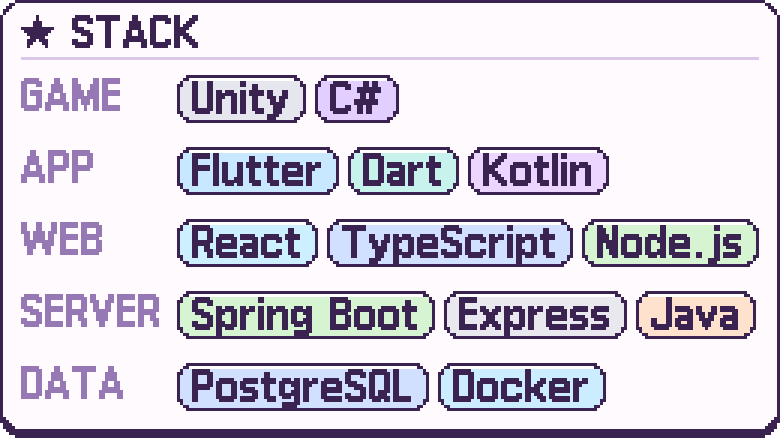 ★ STACK
GAME Unity C#
APP Flutter Dart Kotlin
WEB React TypeScript Node.js
SERVER Spring Boot Express Java
DATA PostgreSQL Docker